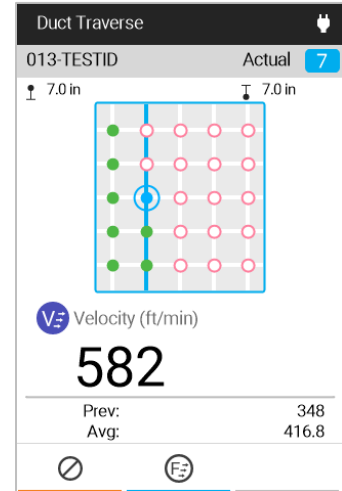 Duct Traverse
013-TESTID Actual 7
7.0 in 7.0 in
V Velocity (ft/min)
582
Prev: 348
Avg: 416.8
F